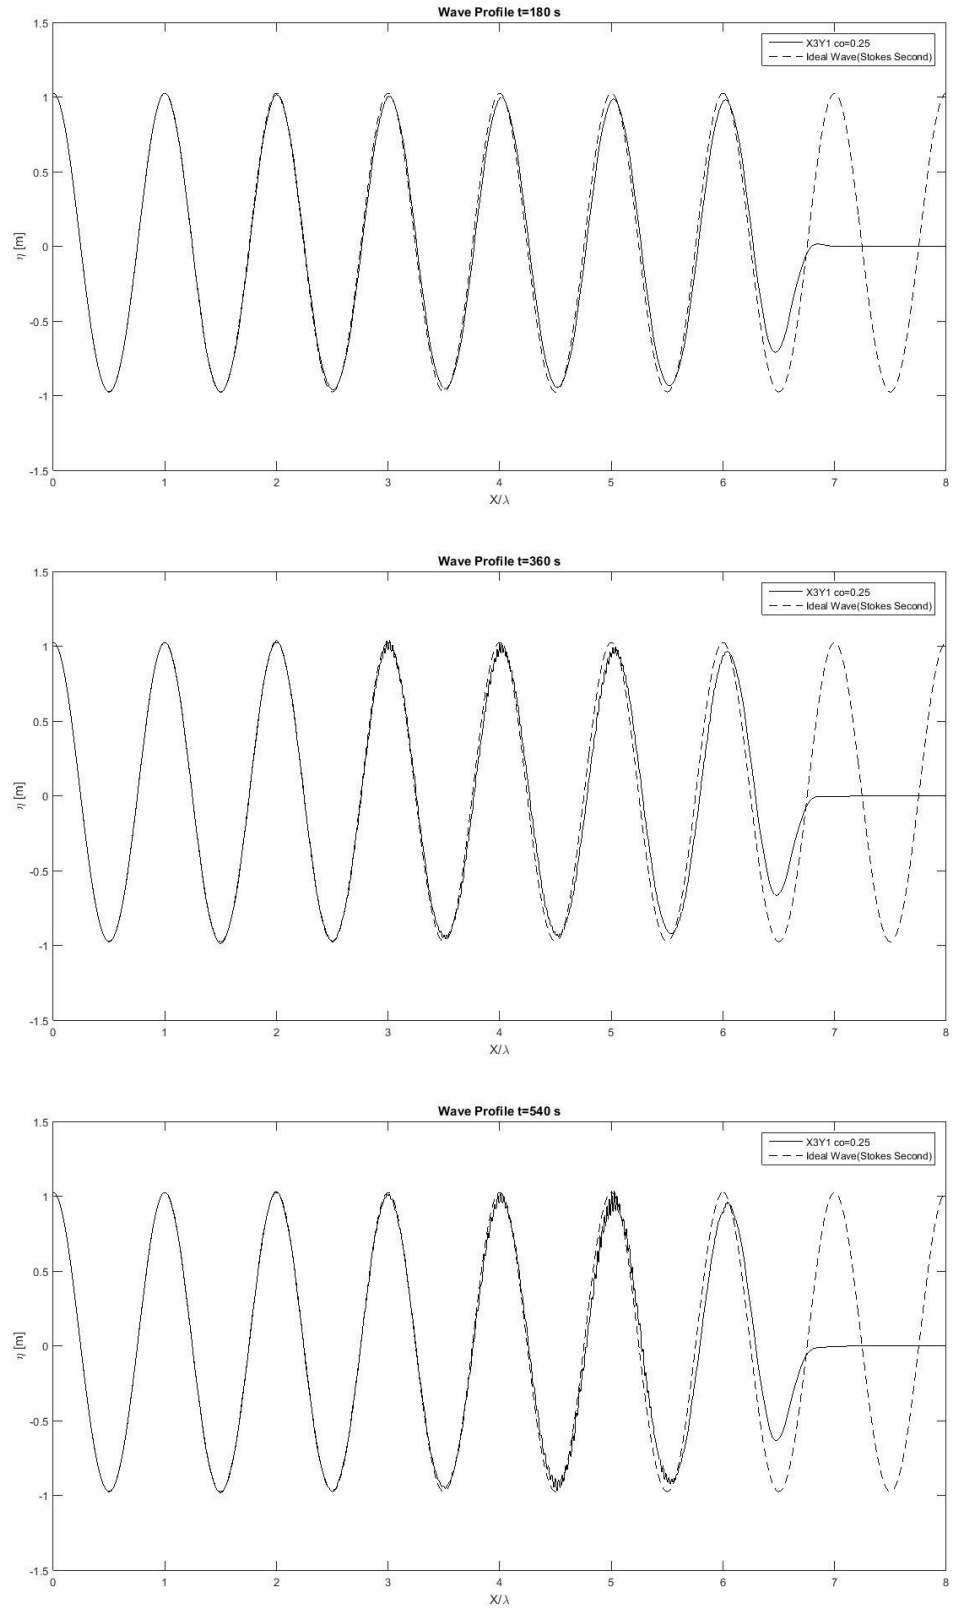 Wave Profile t=180 s
X3Y1 co=0.25
Ideal Wave(Stokes Second)
1.5
1
0.5
0
-0.5
-1
-1.5
η [m]
0 1 2 3 4 5 6 7 8
X/λ
Wave Profile t=360 s
X3Y1 co=0.25
Ideal Wave(Stokes Second)
1.5
1
0.5
0
-0.5
-1
-1.5
η [m]
0 1 2 3 4 5 6 7 8
X/λ
Wave Profile t=540 s
X3Y1 co=0.25
Ideal Wave(Stokes Second)
1.5
1
0.5
0
-0.5
-1
-1.5
η [m]
0 1 2 3 4 5 6 7 8
X/λ